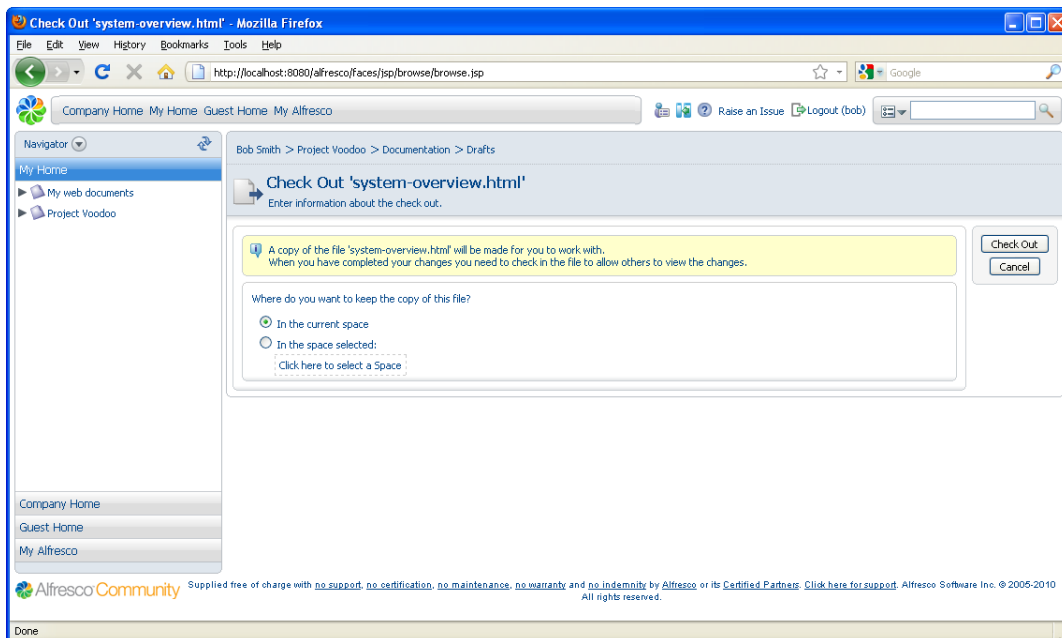 Check Out 'system-overview.html' - Mozilla Firefox
File Edit View History Bookmarks Tools Help
http://localhost:8080/alfresco/faces/jsp/browse/browse.jsp
Google
Company Home My Home Guest Home My Alfresco
Raise an Issue Logout (bob)
Navigator
My Home
My web documents
Project Voodoo
Bob Smith > Project Voodoo > Documentation > Drafts
Check Out 'system-overview.html'
Enter information about the check out.
A copy of the file 'system-overview.html' will be made for you to work with.
When you have completed your changes you need to check in the file to allow others to view the changes.
Check Out
Cancel
Where do you want to keep the copy of this file?
In the current space
In the space selected:
Click here to select a Space
Company Home
Guest Home
My Alfresco
Alfresco Community
Supplied free of charge with no support, no certification, no maintenance, no warranty and no indemnity by Alfresco or its Certified Partners. Click here for support. Alfresco Software Inc. © 2005-2010
All rights reserved.
Done